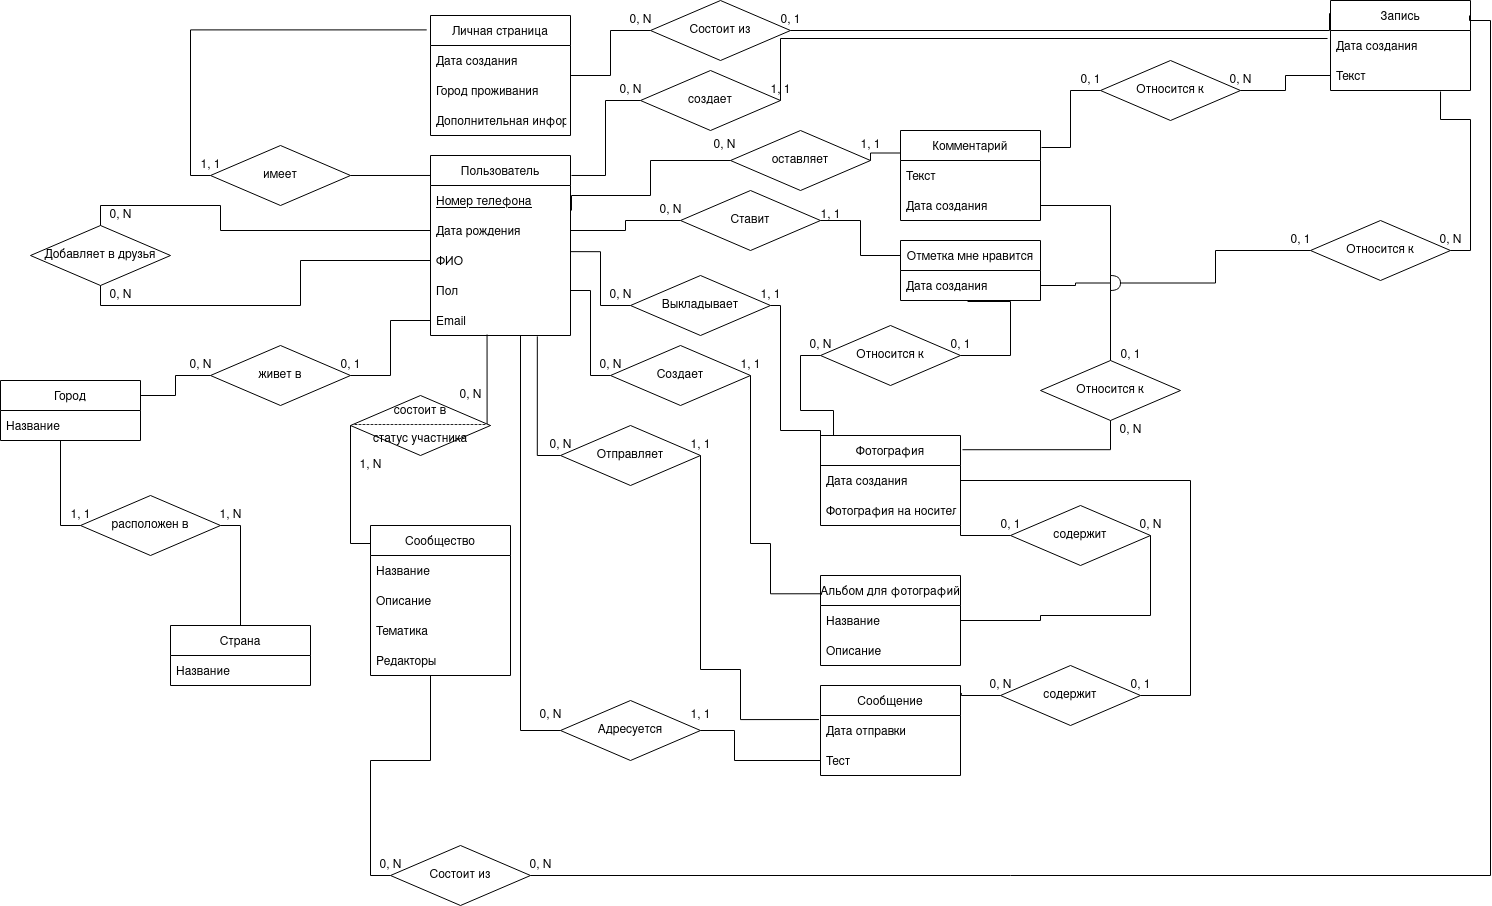 Личная страница
Дата создания
Город проживания
Дополнительная инфор
0, N
Состоит из
0, 1
Запись
Дата создания
Текст
0, N
создает
1, 1
0, 1
Относится к
0, N
1, 1
имеет
Пользователь
Номер телефона
Дата рождения
ФИО
Пол
Email
0, N
оставляет
1, 1
Комментарий
Текст
Дата создания
0, N
Добавляет в друзья
0, N
0, N
Ставит
1, 1
Отметка мне нравится
Дата создания
0, 1
Относится к
0, N
0, N
Выкладывает
1, 1
0, N
Относится к
0, 1
0, 1
Относится к
0, N
0, N
живет в
0, 1
0, N
Создает
1, 1
Город
Название
0, N
состоит в
статус участника
1, N
0, N
Отправляет
1, 1
Фотография
Дата создания
Фотография на носител
1, 1
расположен в
1, N
0, 1
содержит
0, N
Сообщество
Название
Описание
Тематика
Редакторы
Альбом для фотографий
Название
Описание
Страна
Название
0, N
Адресуется
1, 1
Сообщение
Дата отправки
Тест
0, N
содержит
0, 1
0, N
Состоит из
0, N